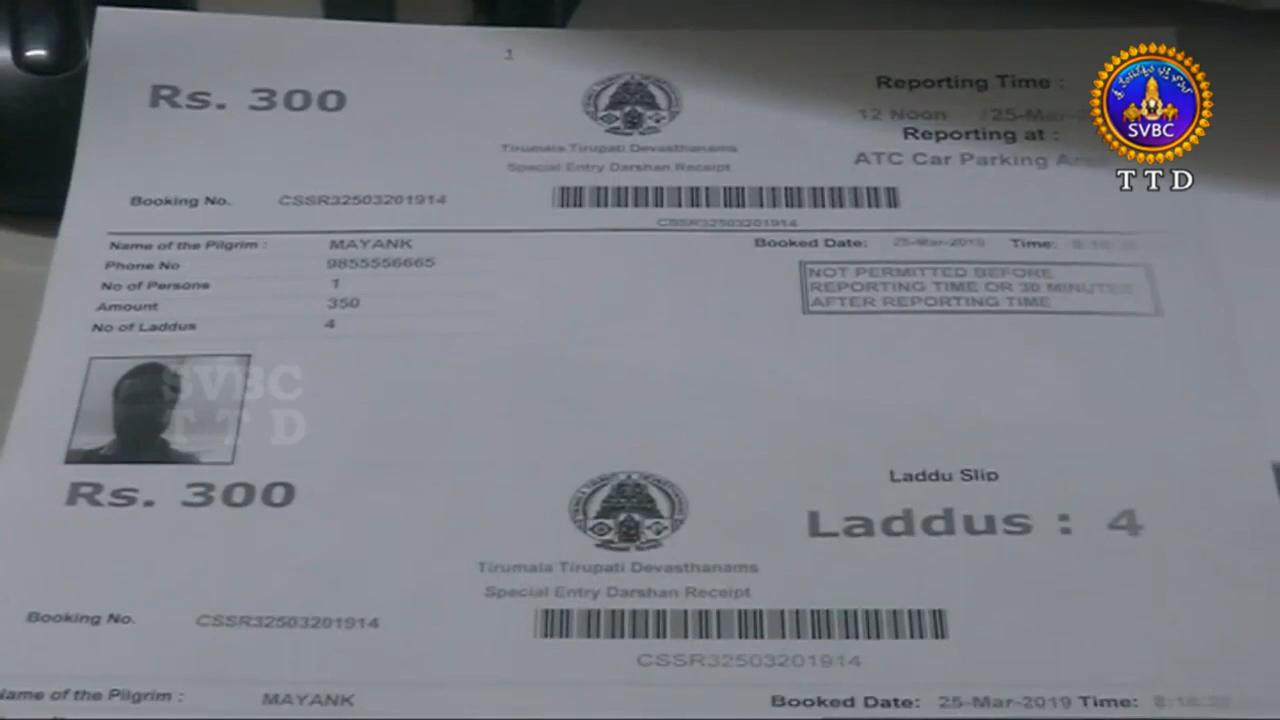 1
Rs. 300
Reporting Time :
12 Noon 25-Mar-
Reporting at :
ATC Car Parking
SVBC
TTD
Tirumala Tirupati Devasthanams
Special Entry Darshan Receipt
Booking No. CSSR32503201914
CSSR32503201914
Name of the Pilgrim : MAYANK
Booked Date: 25-Mar-2019 Time:
Phone No 9855556665
No of Persons 1
Amount 350
No of Laddus 4
NOT PERMITTED BEFORE
REPORTING TIME OR 30 MINUTES
AFTER REPORTING TIME
SVBC
TTD
Rs. 300
Laddu Slip
Laddus : 4
Tirumala Tirupati Devasthanams
Special Entry Darshan Receipt
Booking No. CSSR32503201914
CSSR32503201914
Name of the Pilgrim : MAYANK
Booked Date: 25-Mar-2019 Time: